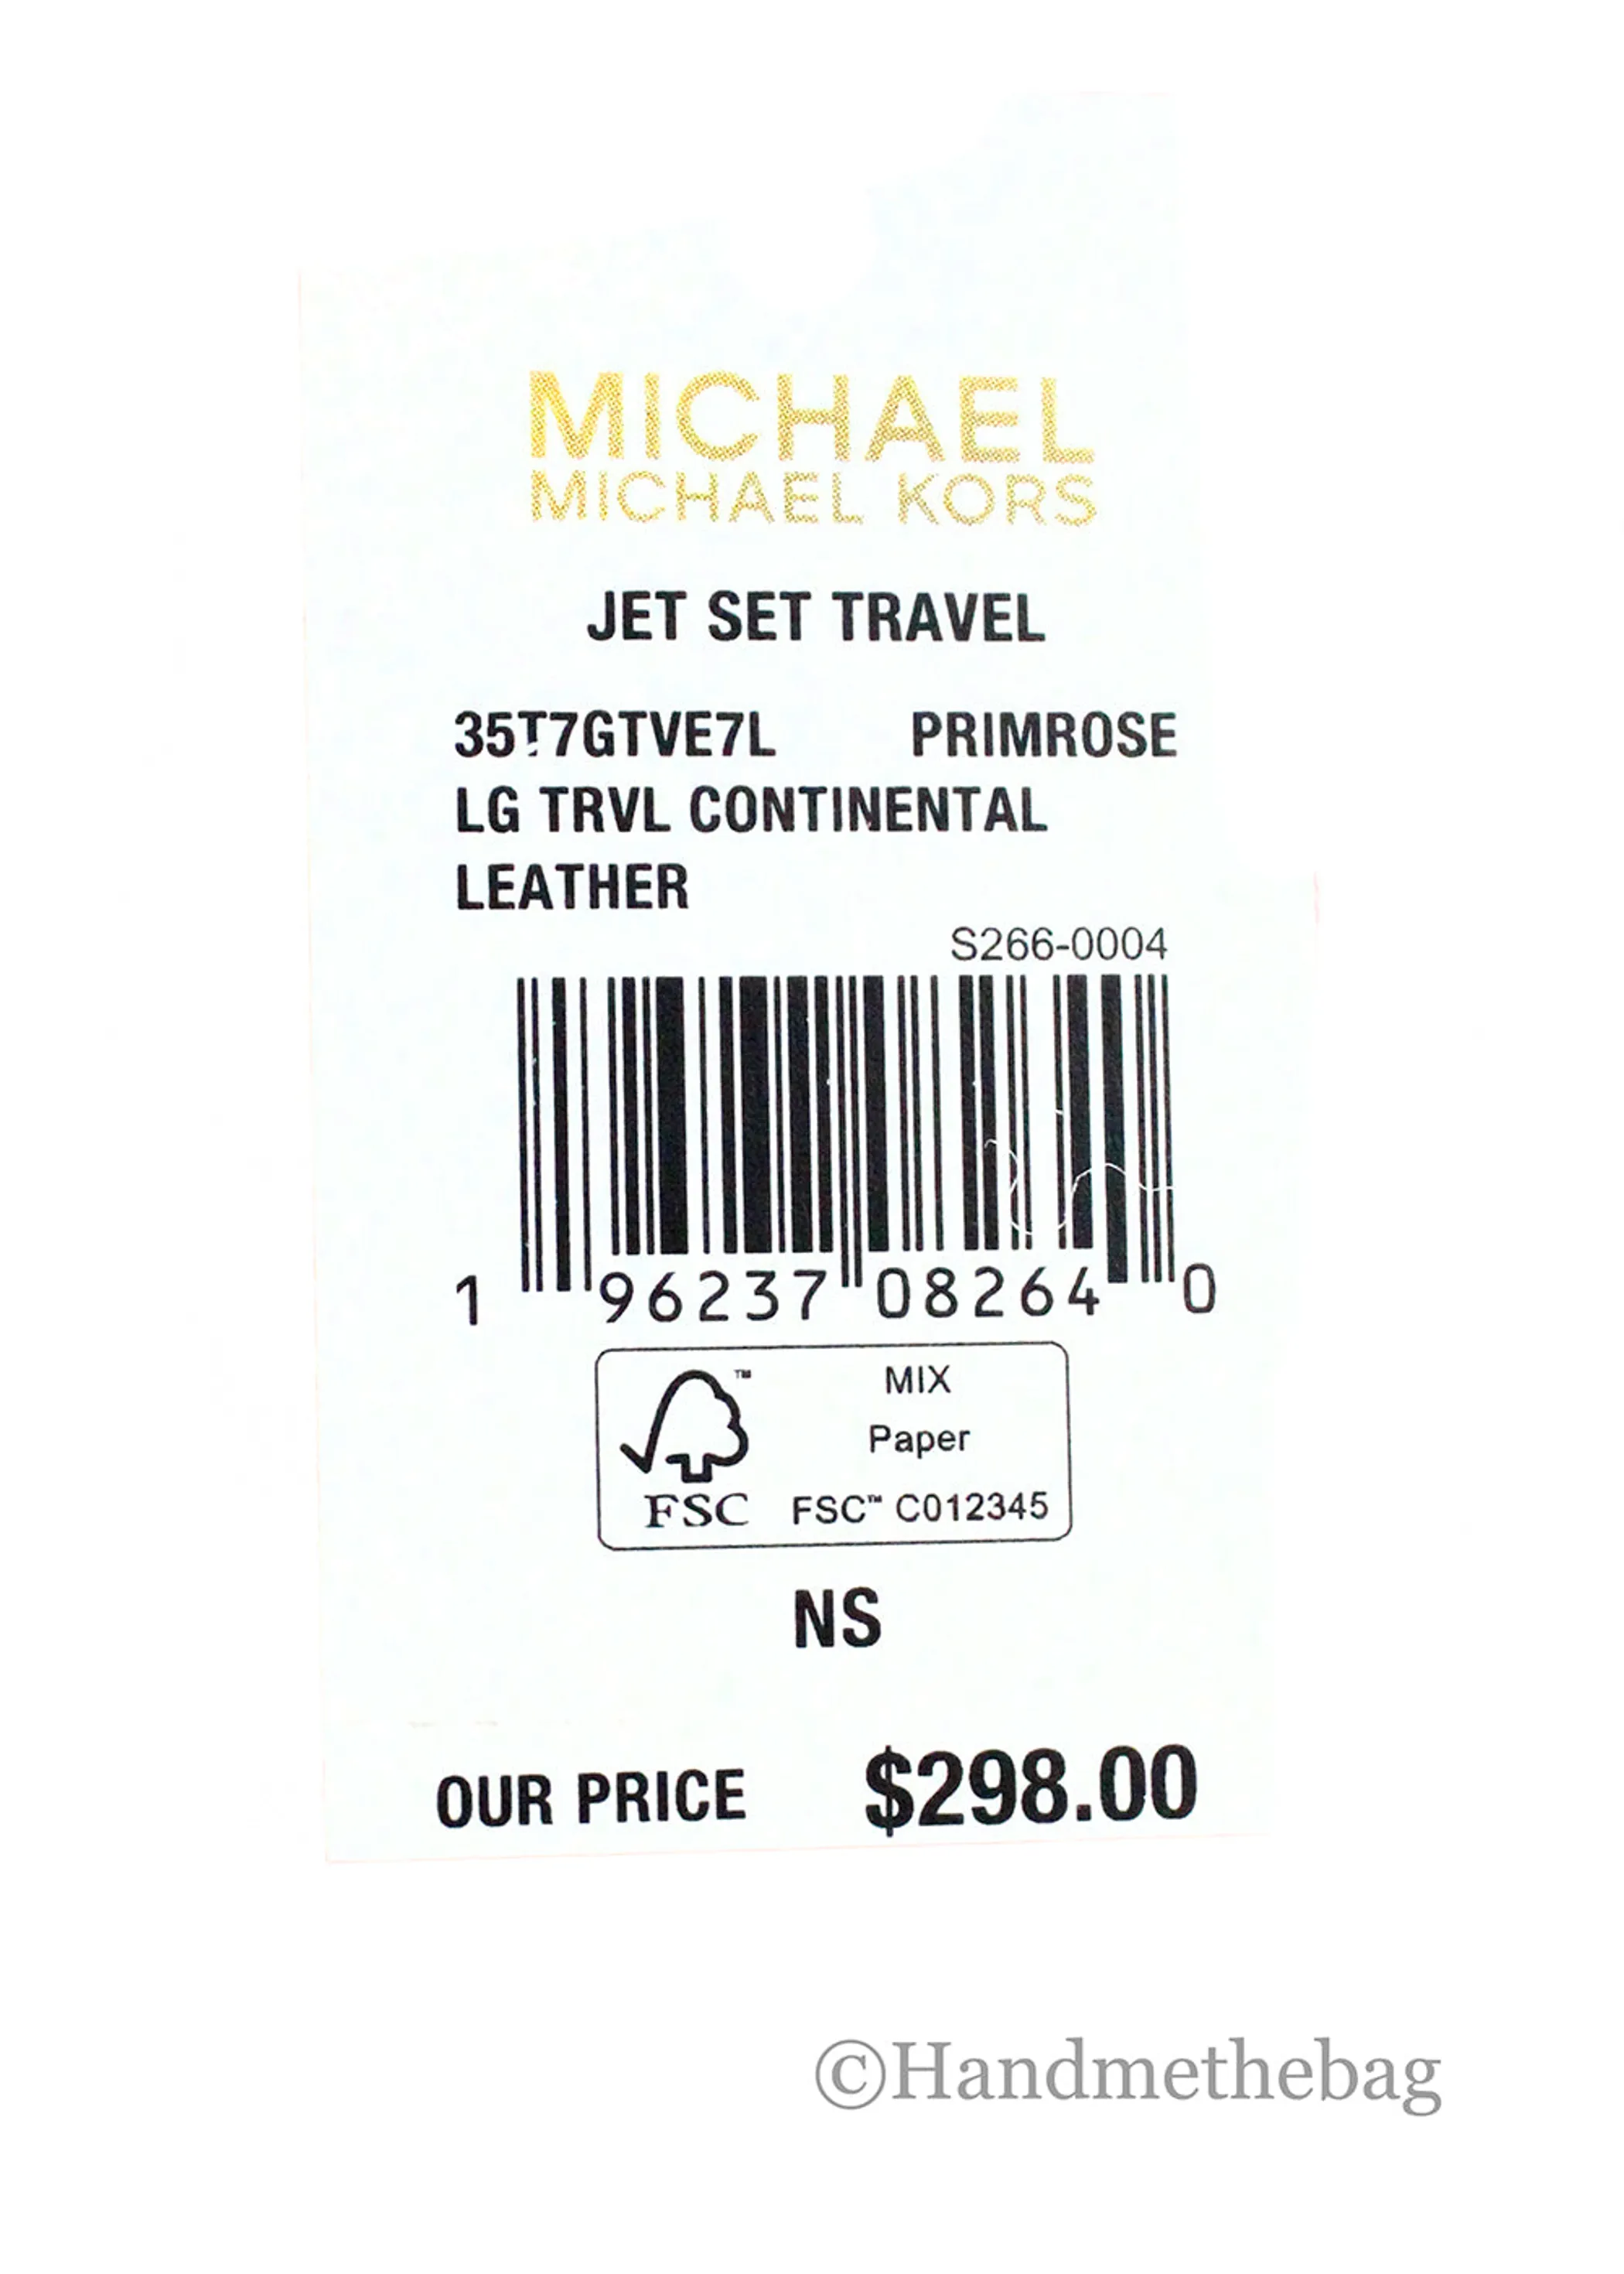 MICHAEL
MICHAEL KORS
JET SET TRAVEL
35T7GTVE7L PRIMROSE
LG TRVL CONTINENTAL
LEATHER
S266-0004
1 96237 08264 0
™ MIX
Paper
FSC FSC™ C012345
NS
OUR PRICE $298.00
©Handmethebag